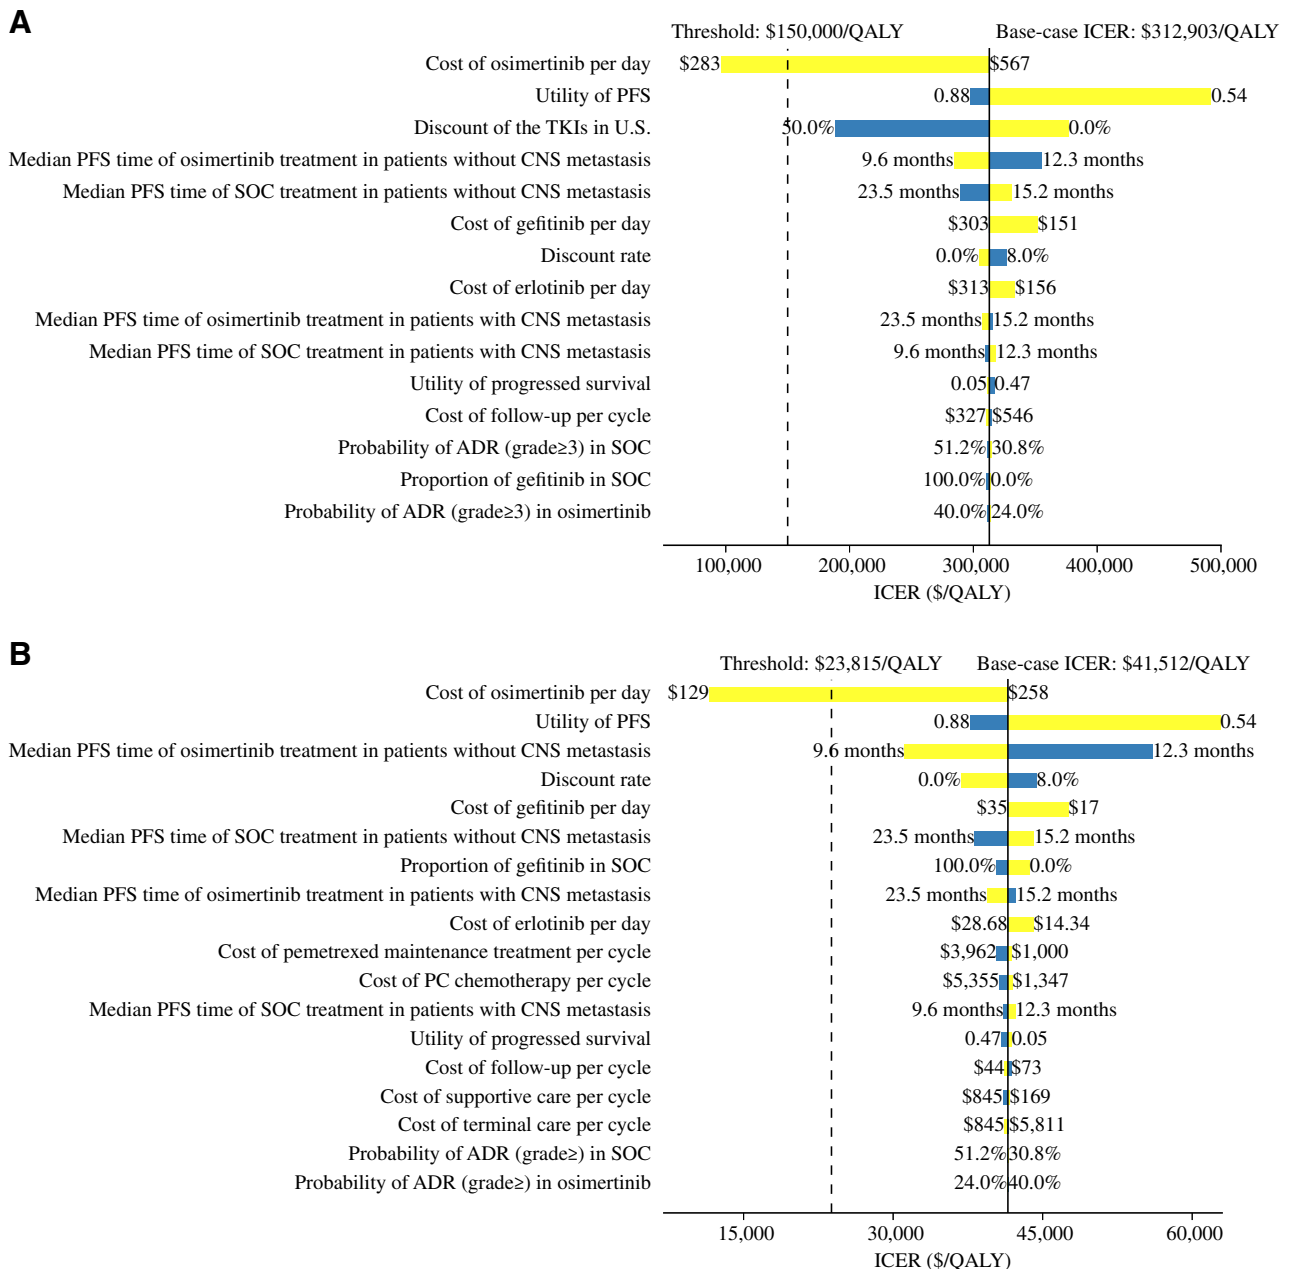 A
Threshold: $150,000/QALY Base-case ICER: $312,903/QALY
Cost of osimertinib per day $283 $567
Utility of PFS 0.88 0.54
Discount of the TKIs in U.S. 50.0% 0.0%
Median PFS time of osimertinib treatment in patients without CNS metastasis 9.6 months 12.3 months
Median PFS time of SOC treatment in patients without CNS metastasis 23.5 months 15.2 months
Cost of gefitinib per day $303 $151
Discount rate 0.0% 8.0%
Cost of erlotinib per day $313 $156
Median PFS time of osimertinib treatment in patients with CNS metastasis 23.5 months 15.2 months
Median PFS time of SOC treatment in patients with CNS metastasis 9.6 months 12.3 months
Utility of progressed survival 0.05 0.47
Cost of follow-up per cycle $327 $546
Probability of ADR (grade≥3) in SOC 51.2% 30.8%
Proportion of gefitinib in SOC 100.0% 0.0%
Probability of ADR (grade≥3) in osimertinib 40.0% 24.0%
100,000 200,000 300,000 400,000 500,000
ICER ($/QALY)
B
Threshold: $23,815/QALY Base-case ICER: $41,512/QALY
Cost of osimertinib per day $129 $258
Utility of PFS 0.88 0.54
Median PFS time of osimertinib treatment in patients without CNS metastasis 9.6 months 12.3 months
Discount rate 0.0% 8.0%
Cost of gefitinib per day $35 $17
Median PFS time of SOC treatment in patients without CNS metastasis 23.5 months 15.2 months
Proportion of gefitinib in SOC 100.0% 0.0%
Median PFS time of osimertinib treatment in patients with CNS metastasis 23.5 months 15.2 months
Cost of erlotinib per day $28.68 $14.34
Cost of pemetrexed maintenance treatment per cycle $3,962 $1,000
Cost of PC chemotherapy per cycle $5,355 $1,347
Median PFS time of SOC treatment in patients with CNS metastasis 9.6 months 12.3 months
Utility of progressed survival 0.47 0.05
Cost of follow-up per cycle $44 $73
Cost of supportive care per cycle $845 $169
Cost of terminal care per cycle $845 $5,811
Probability of ADR (grade≥) in SOC 51.2% 30.8%
Probability of ADR (grade≥) in osimertinib 24.0% 40.0%
15,000 30,000 45,000 60,000
ICER ($/QALY)